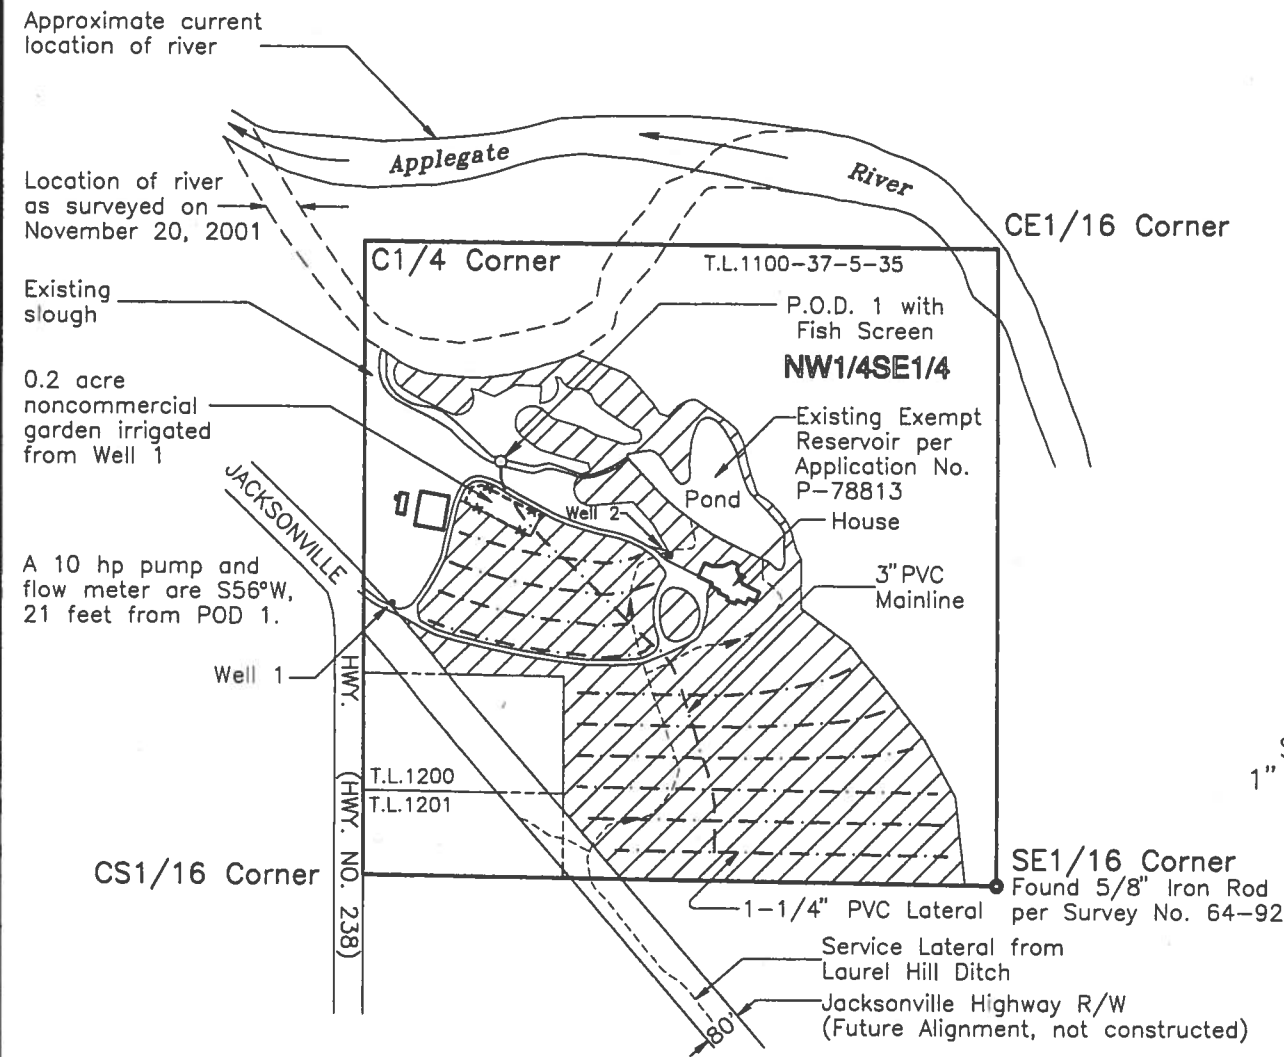 Approximate current
location of river
Applegate
River
Location of river
as surveyed on
November 20, 2001
CE1/16 Corner
C1/4 Corner
T.L.1100-37-5-35
Existing
slough
P.O.D. 1 with
Fish Screen
NW1/4SE1/4
0.2 acre
noncommercial
garden irrigated
from Well 1
Existing Exempt
Reservoir per
Application No.
P-78813
Pond
House
Well 2
JACKSONVILLE
A 10 hp pump and
flow meter are S56°W,
21 feet from POD 1.
3" PVC
Mainline
Well 1
HWY.
(HWY. NO. 238)
T.L.1200
T.L.1201
1"
CS1/16 Corner
SE1/16 Corner
Found 5/8" Iron Rod
per Survey No. 64-92
1-1/4" PVC Lateral
Service Lateral from
Laurel Hill Ditch
Jacksonville Highway R/W
(Future Alignment, not constructed)
80'